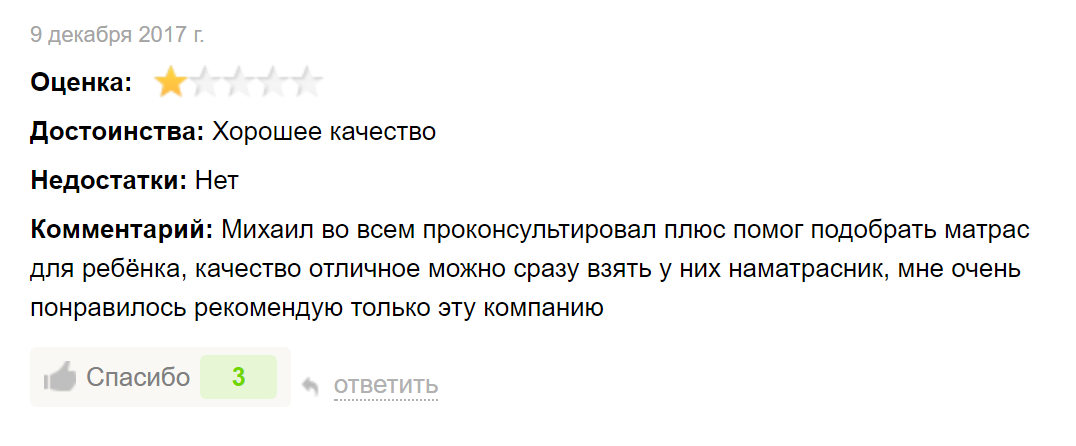 9 декабря 2017 г.
Оценка:
Достоинства: Хорошее качество
Недостатки: Нет
Комментарий: Михаил во всем проконсультировал плюс помог подобрать матрас
для ребёнка, качество отличное можно сразу взять у них наматрасник, мне очень
понравилось рекомендую только эту компанию
Спасибо 3 ответить